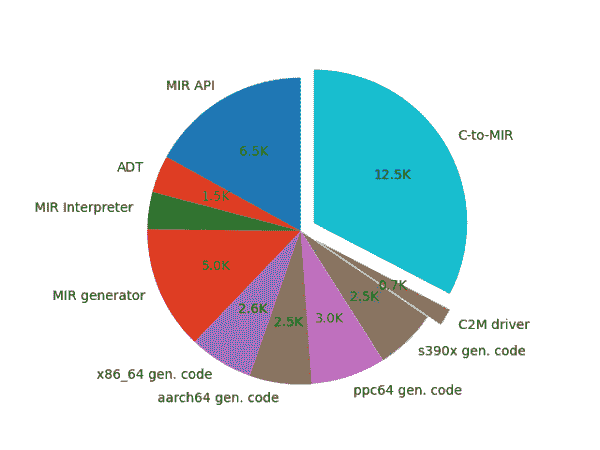 MIR API
6.5K
C-to-MIR
12.5K
ADT
1.5K
MIR Interpreter
MIR generator
5.0K
0.7K
2.5K
C2M driver
2.6K
2.5K
3.0K
s390x gen. code
x86_64 gen. code
aarch64 gen. code
ppc64 gen. code